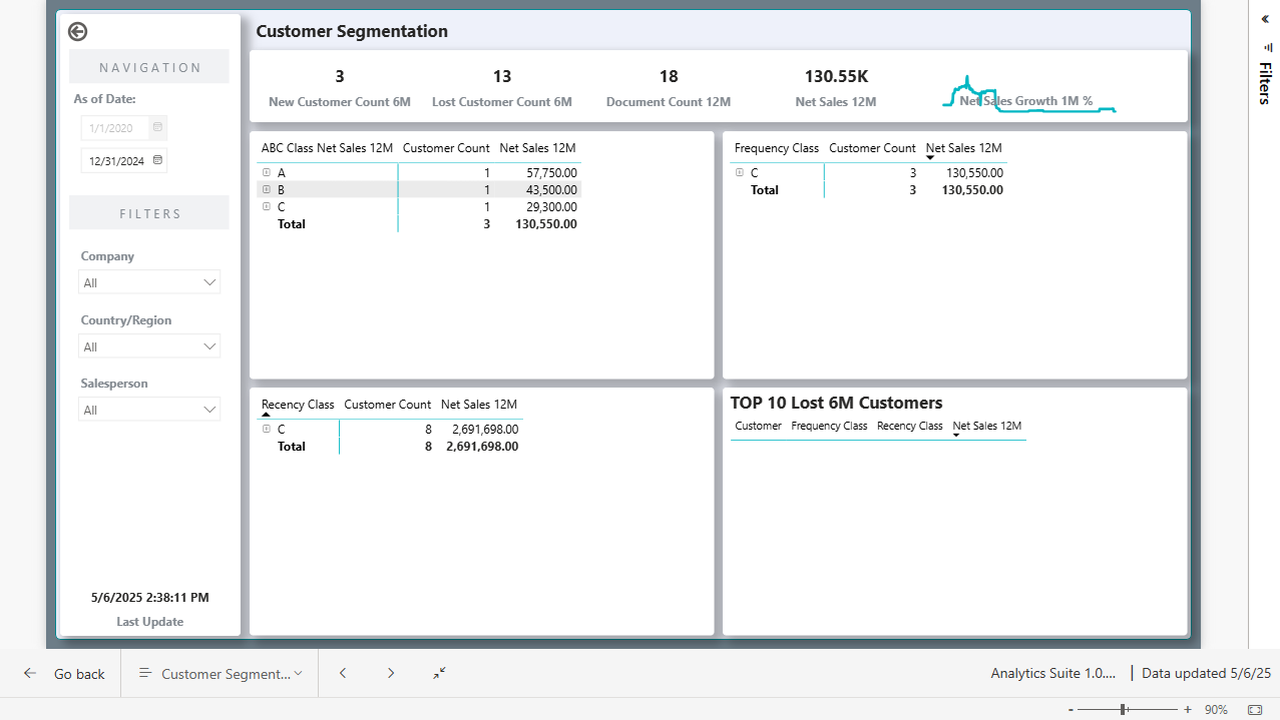 Customer Segmentation
NAVIGATION
As of Date:
1/1/2020
12/31/2024
FILTERS
Company
All
Country/Region
All
Salesperson
All
5/6/2025 2:38:11 PM
Last Update
3
New Customer Count 6M
13
Lost Customer Count 6M
18
Document Count 12M
130.55K
Net Sales 12M
Net Sales Growth 1M %
ABC Class Net Sales 12M Customer Count Net Sales 12M
A 1 57,750.00
B 1 43,500.00
C 1 29,300.00
Total 3 130,550.00
Frequency Class Customer Count Net Sales 12M
C 3 130,550.00
Total 3 130,550.00
Recency Class Customer Count Net Sales 12M
C 8 2,691,698.00
Total 8 2,691,698.00
TOP 10 Lost 6M Customers
Customer Frequency Class Recency Class Net Sales 12M
Filters
Go back
Customer Segment...
Analytics Suite 1.0.... | Data updated 5/6/25
- + 90%